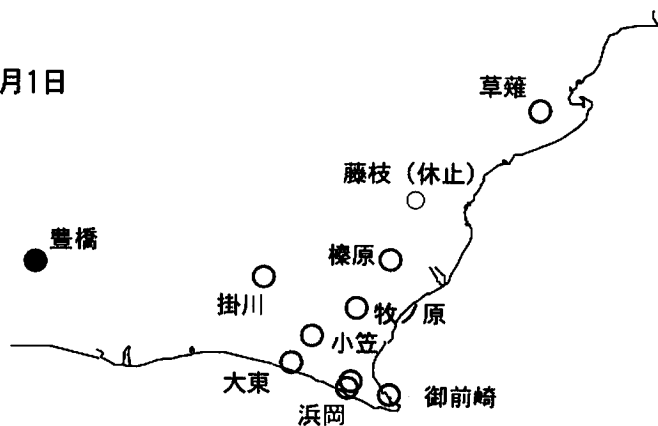 月1日
草薙
藤枝（休止）
豊橋
榛原
掛川
牧ノ原
小笠
大東
御前崎
浜岡